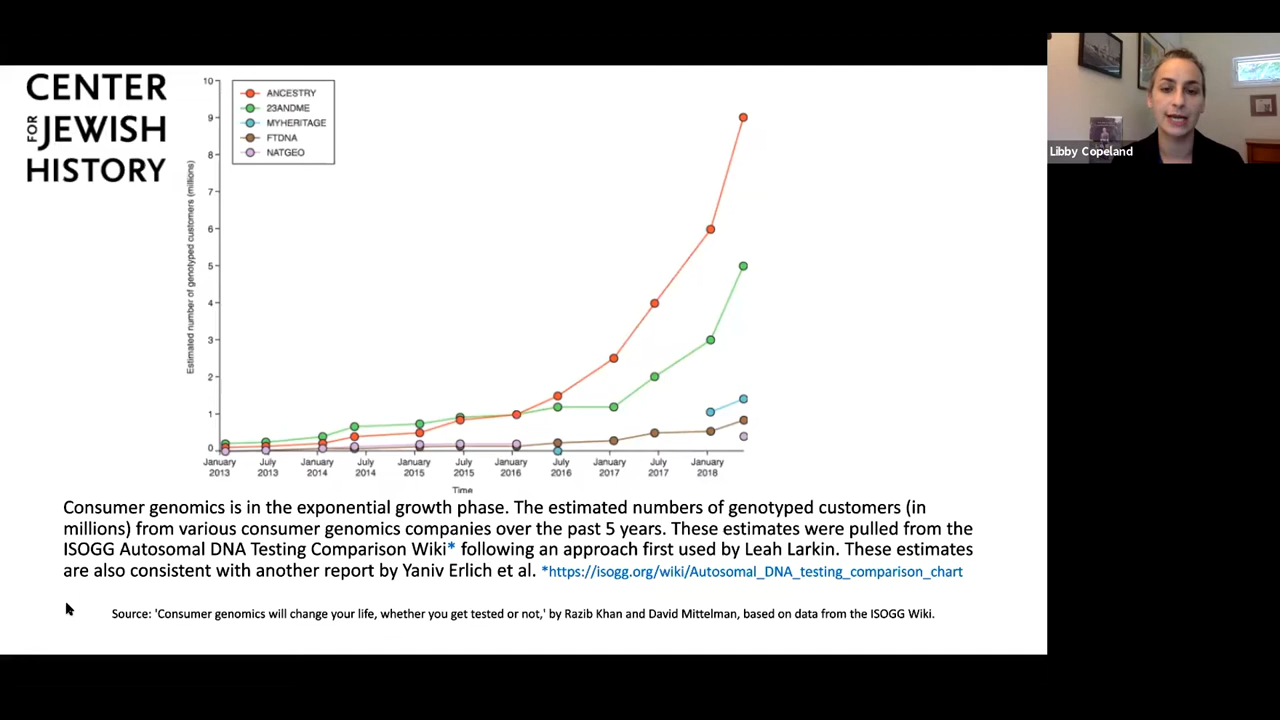 CENTER
FOR JEWISH
HISTORY
10
9
8
7
6
5
4
3
2
1
0
Estimated number of genotyped customers (millions)
ANCESTRY
23ANDME
MYHERITAGE
FTDNA
NATGEO
January 2013
July 2013
January 2014
July 2014
January 2015
July 2015
January 2016
July 2016
January 2017
July 2017
January 2018
Time
Consumer genomics is in the exponential growth phase. The estimated numbers of genotyped customers (in
millions) from various consumer genomics companies over the past 5 years. These estimates were pulled from the
ISOGG Autosomal DNA Testing Comparison Wiki* following an approach first used by Leah Larkin. These estimates
are also consistent with another report by Yaniv Erlich et al. *https://isogg.org/wiki/Autosomal_DNA_testing_comparison_chart
Source: 'Consumer genomics will change your life, whether you get tested or not,' by Razib Khan and David Mittelman, based on data from the ISOGG Wiki.
Libby Copeland